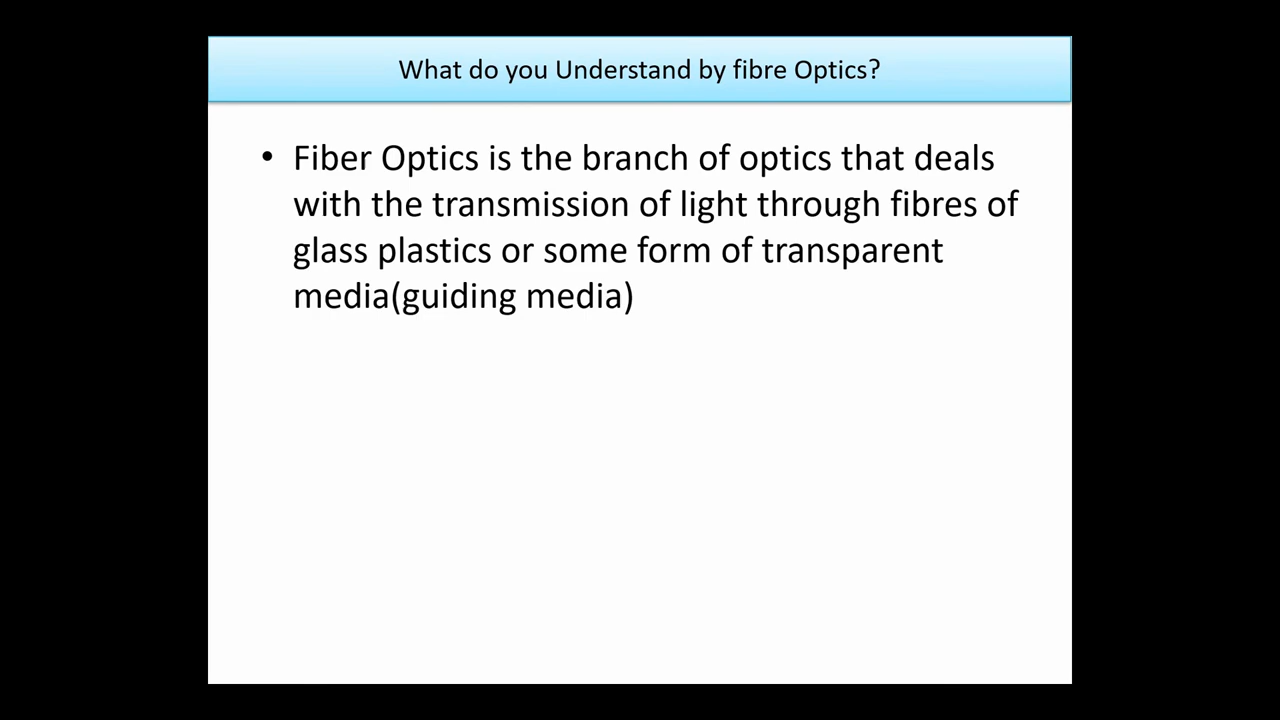 What do you Understand by fibre Optics?
• Fiber Optics is the branch of optics that deals
with the transmission of light through fibres of
glass plastics or some form of transparent
media(guiding media)